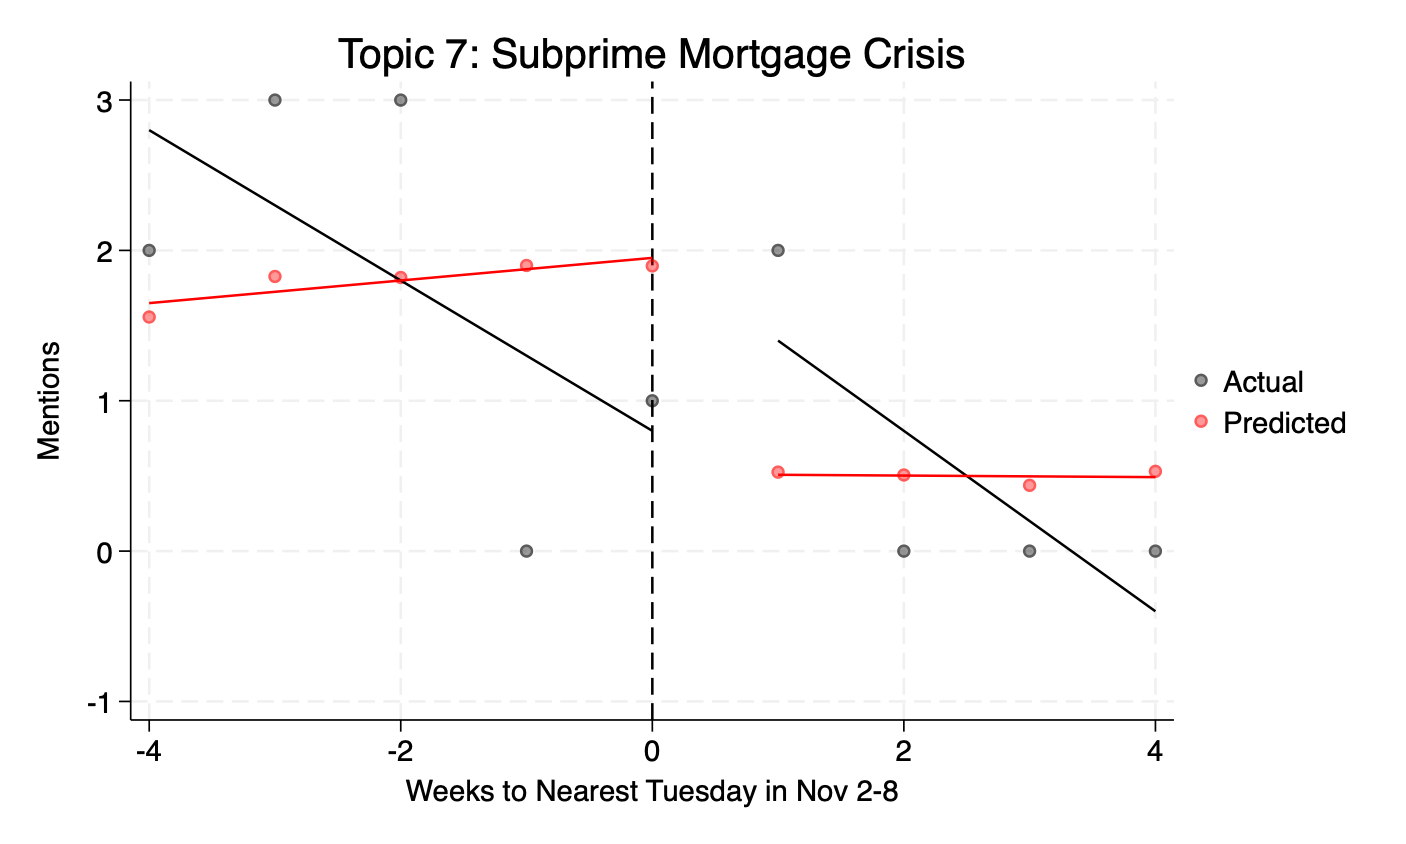 Topic 7: Subprime Mortgage Crisis
3
2
1
0
-1
Mentions
-4
-2
0
2
4
Weeks to Nearest Tuesday in Nov 2-8
Actual
Predicted